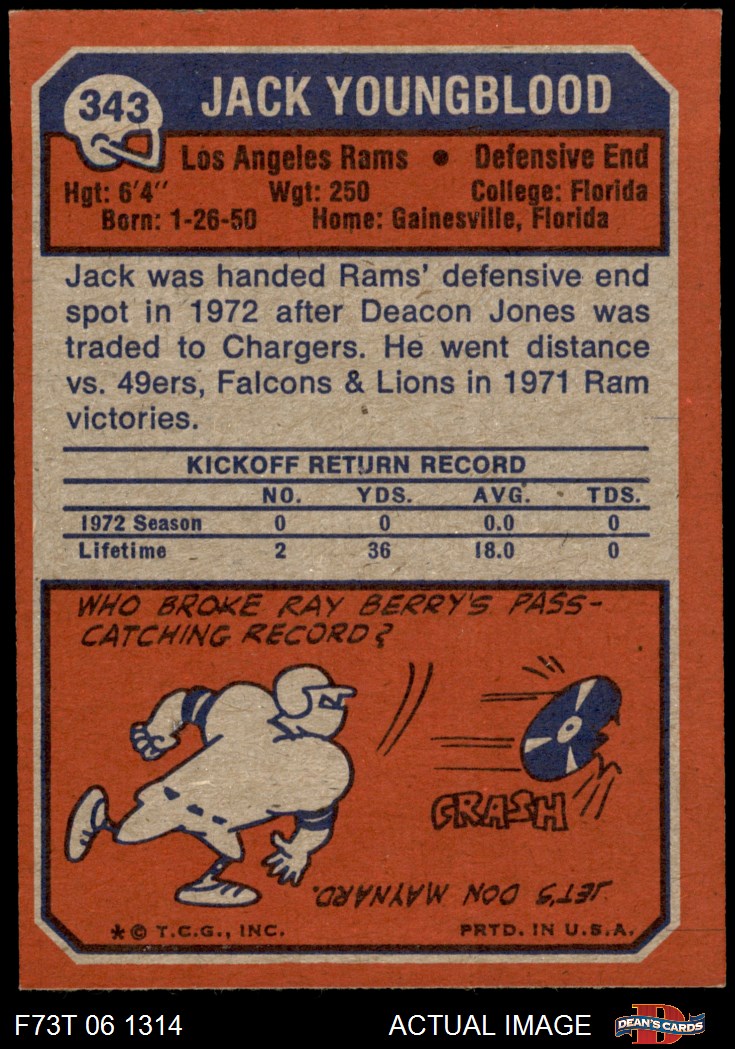 343
JACK YOUNGBLOOD
Los Angeles Rams • Defensive End
Hgt: 6'4" Wgt: 250 College: Florida
Born: 1-26-50 Home: Gainesville, Florida
Jack was handed Rams' defensive end
spot in 1972 after Deacon Jones was
traded to Chargers. He went distance
vs. 49ers, Falcons & Lions in 1971 Ram
victories.
KICKOFF RETURN RECORD
NO. YDS. AVG. TDS.
1972 Season 0 0 0.0 0
Lifetime 2 36 18.0 0
WHO BROKE RAY BERRY'S PASS-
CATCHING RECORD?
CRASH
JET'S DON MAYNARD.
*© T.C.G., INC. PRTD. IN U.S.A.
F73T 06 1314 ACTUAL IMAGE D DEAN'S CARDS